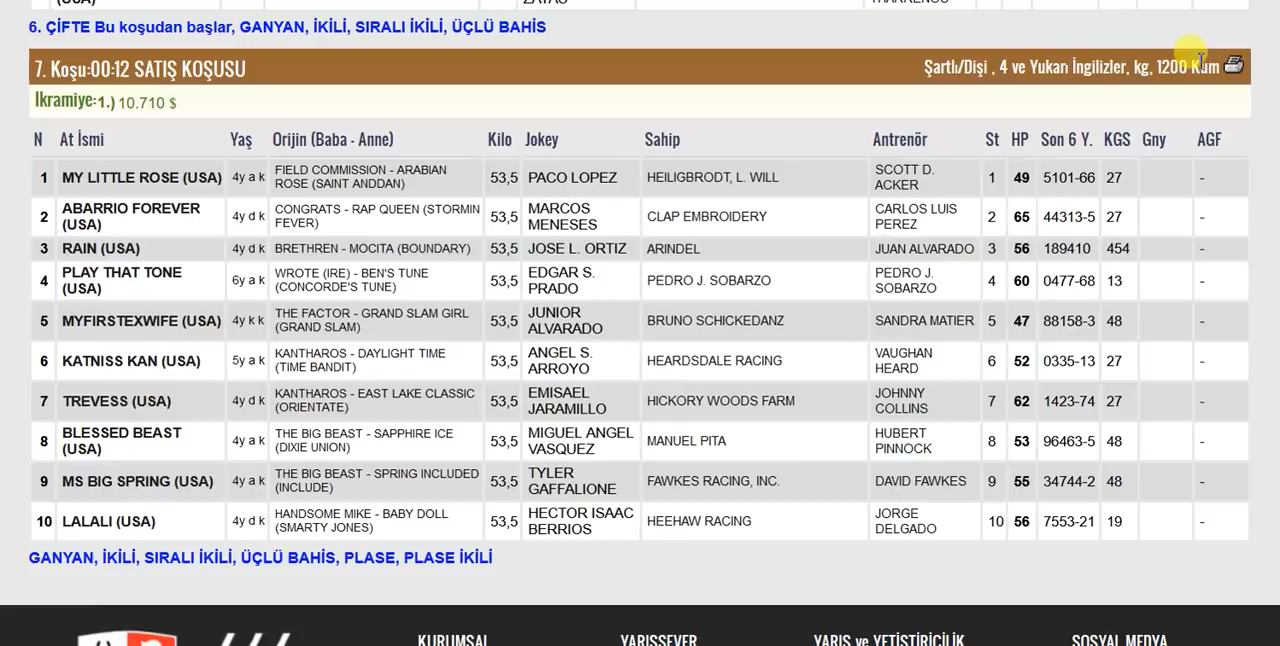 6. ÇİFTE Bu koşudan başlar, GANYAN, İKİLİ, SIRALI İKİLİ, ÜÇLÜ BAHİS
7. Koşu:00:12 SATIŞ KOŞUSU Şartlı/Dişi , 4 ve Yukarı İngilizler, kg, 1200 Kum
Ikramiye:1.) 10.710 $
N At İsmi Yaş Orijin (Baba - Anne) Kilo Jokey Sahip Antrenör St HP Son 6 Y. KGS Gny AGF
1 MY LITTLE ROSE (USA) 4y a k FIELD COMMISSION - ARABIAN ROSE (SAINT ANDDAN) 53,5 PACO LOPEZ HEILIGBRODT, L. WILL SCOTT D. ACKER 1 49 5101-66 27 -
2 ABARRIO FOREVER (USA) 4y d k CONGRATS - RAP QUEEN (STORMIN FEVER) 53,5 MARCOS MENESES CLAP EMBROIDERY CARLOS LUIS PEREZ 2 65 44313-5 27 -
3 RAIN (USA) 4y d k BRETHREN - MOCITA (BOUNDARY) 53,5 JOSE L. ORTIZ ARINDEL JUAN ALVARADO 3 56 189410 454 -
4 PLAY THAT TONE (USA) 6y a k WROTE (IRE) - BEN'S TUNE (CONCORDE'S TUNE) 53,5 EDGAR S. PRADO PEDRO J. SOBARZO PEDRO J. SOBARZO 4 60 0477-68 13 -
5 MYFIRSTEXWIFE (USA) 4y k k THE FACTOR - GRAND SLAM GIRL (GRAND SLAM) 53,5 JUNIOR ALVARADO BRUNO SCHICKEDANZ SANDRA MATIER 5 47 88158-3 48 -
6 KATNISS KAN (USA) 5y a k KANTHAROS - DAYLIGHT TIME (TIME BANDIT) 53,5 ANGEL S. ARROYO HEARDSDALE RACING VAUGHAN HEARD 6 52 0335-13 27 -
7 TREVESS (USA) 4y d k KANTHAROS - EAST LAKE CLASSIC (ORIENTATE) 53,5 EMISAEL JARAMILLO HICKORY WOODS FARM JOHNNY COLLINS 7 62 1423-74 27 -
8 BLESSED BEAST (USA) 4y a k THE BIG BEAST - SAPPHIRE ICE (DIXIE UNION) 53,5 MIGUEL ANGEL VASQUEZ MANUEL PITA HUBERT PINNOCK 8 53 96463-5 48 -
9 MS BIG SPRING (USA) 4y a k THE BIG BEAST - SPRING INCLUDED (INCLUDE) 53,5 TYLER GAFFALIONE FAWKES RACING, INC. DAVID FAWKES 9 55 34744-2 48 -
10 LALALI (USA) 4y d k HANDSOME MIKE - BABY DOLL (SMARTY JONES) 53,5 HECTOR ISAAC BERRIOS HEEHAW RACING JORGE DELGADO 10 56 7553-21 19 -
GANYAN, İKİLİ, SIRALI İKİLİ, ÜÇLÜ BAHİS, PLASE, PLASE İKİLİ
KURUMSAL YARIŞSEVER YARIŞ ve YETİŞTİRİCİLİK SOSYAL MEDYA